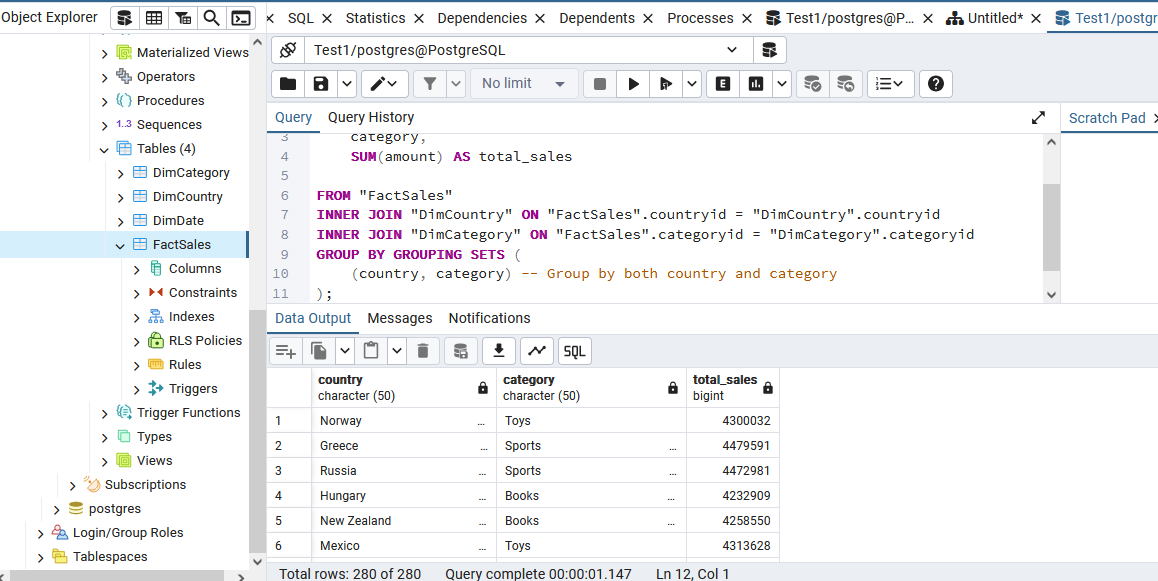 Object Explorer
SQL
Statistics
Dependencies
Dependents
Processes
Test1/postgres@P...
Untitled*
Test1/postgr
Materialized Views
Operators
Procedures
1..3 Sequences
Tables (4)
DimCategory
DimCountry
DimDate
FactSales
Columns
Constraints
Indexes
RLS Policies
Rules
Triggers
Trigger Functions
Types
Views
Subscriptions
postgres
Login/Group Roles
Tablespaces
Test1/postgres@PostgreSQL
No limit
E
Query
Query History
Scratch Pad
3 category,
4 SUM(amount) AS total_sales
5
6 FROM "FactSales"
7 INNER JOIN "DimCountry" ON "FactSales".countryid = "DimCountry".countryid
8 INNER JOIN "DimCategory" ON "FactSales".categoryid = "DimCategory".categoryid
9 GROUP BY GROUPING SETS (
10 (country, category) -- Group by both country and category
11 );
Data Output
Messages
Notifications
SQL
country category total_sales
character (50) character (50) bigint
1 Norway ... Toys 4300032
2 Greece ... Sports ... 4479591
3 Russia ... Sports ... 4472981
4 Hungary ... Books ... 4232909
5 New Zealand ... Books ... 4258550
6 Mexico ... Toys 4313628
Total rows: 280 of 280 Query complete 00:00:01.147 Ln 12, Col 1